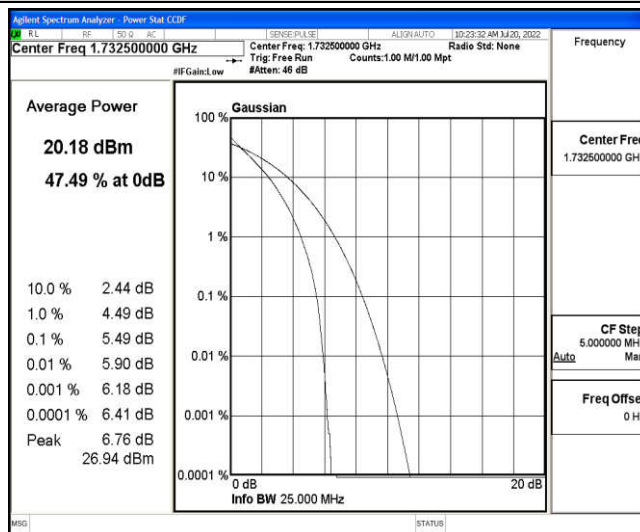 Agilent Spectrum Analyzer - Power Stat CCDF
RL RF 50 Ω AC SENSE:PULSE ALIGN AUTO 10:23:32 AM Jul 20, 2022
Center Freq 1.732500000 GHz
Center Freq: 1.732500000 GHz Radio Std: None
Trig: Free Run Counts:1.00 M/1.00 Mpt
#IFGain:Low #Atten: 46 dB
Frequency
Average Power
20.18 dBm
47.49 % at 0dB
10.0 % 2.44 dB
1.0 % 4.49 dB
0.1 % 5.49 dB
0.01 % 5.90 dB
0.001 % 6.18 dB
0.0001 % 6.41 dB
Peak 6.76 dB
26.94 dBm
Gaussian
100 %
10 %
1 %
0.1 %
0.01 %
0.001 %
0.0001 %
0 dB 20 dB
Info BW 25.000 MHz
Center Freq
1.732500000 GH
CF Step
5.000000 MH
Auto Ma
Freq Offse
0 H
MSG STATUS